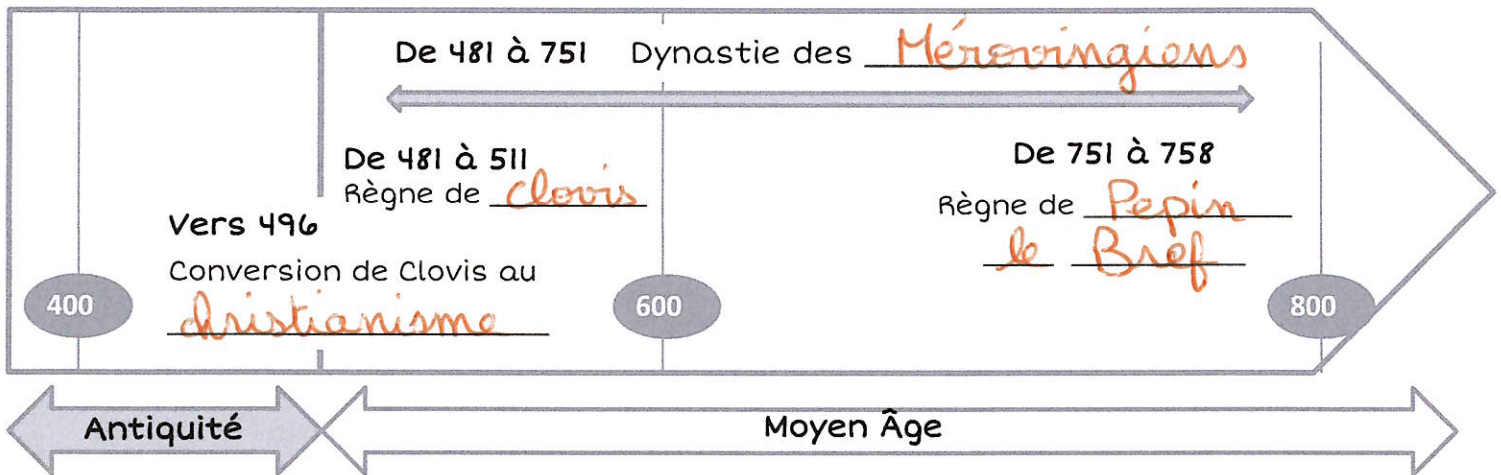 De 481 à 751 Dynastie des Mérovingiens
De 481 à 511
Règne de Clovis
Vers 496
Conversion de Clovis au
christianisme
De 751 à 758
Règne de Pepin
le Bref
400
600
800
Antiquité
Moyen Âge